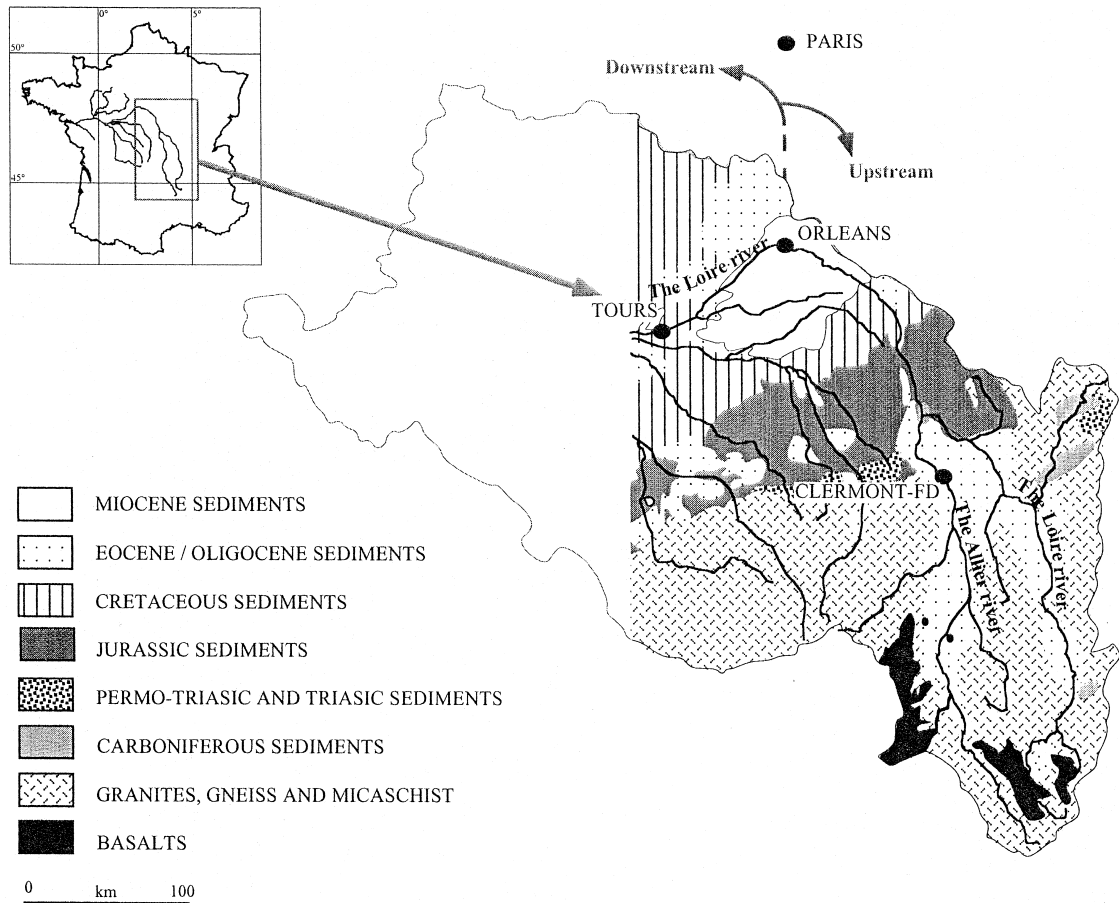 0°
5°
50°
45°
PARIS
Downstream
Upstream
ORLEANS
The Loire river
TOURS
CLERMONT-FD
The Allier river
The Loire river
MIOCENE SEDIMENTS
EOCENE / OLIGOCENE SEDIMENTS
CRETACEOUS SEDIMENTS
JURASSIC SEDIMENTS
PERMO-TRIASIC AND TRIASIC SEDIMENTS
CARBONIFEROUS SEDIMENTS
GRANITES, GNEISS AND MICASCHIST
BASALTS
0 km 100